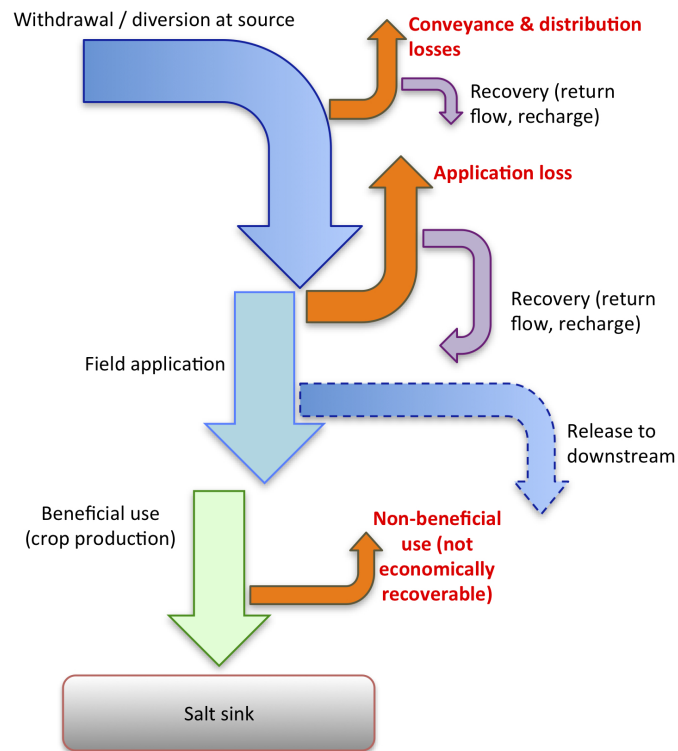 Withdrawal / diversion at source
Conveyance & distribution
losses
Recovery (return
flow, recharge)
Application loss
Recovery (return
flow, recharge)
Field application
Release to
downstream
Beneficial use
(crop production)
Non-beneficial
use (not
economically
recoverable)
Salt sink